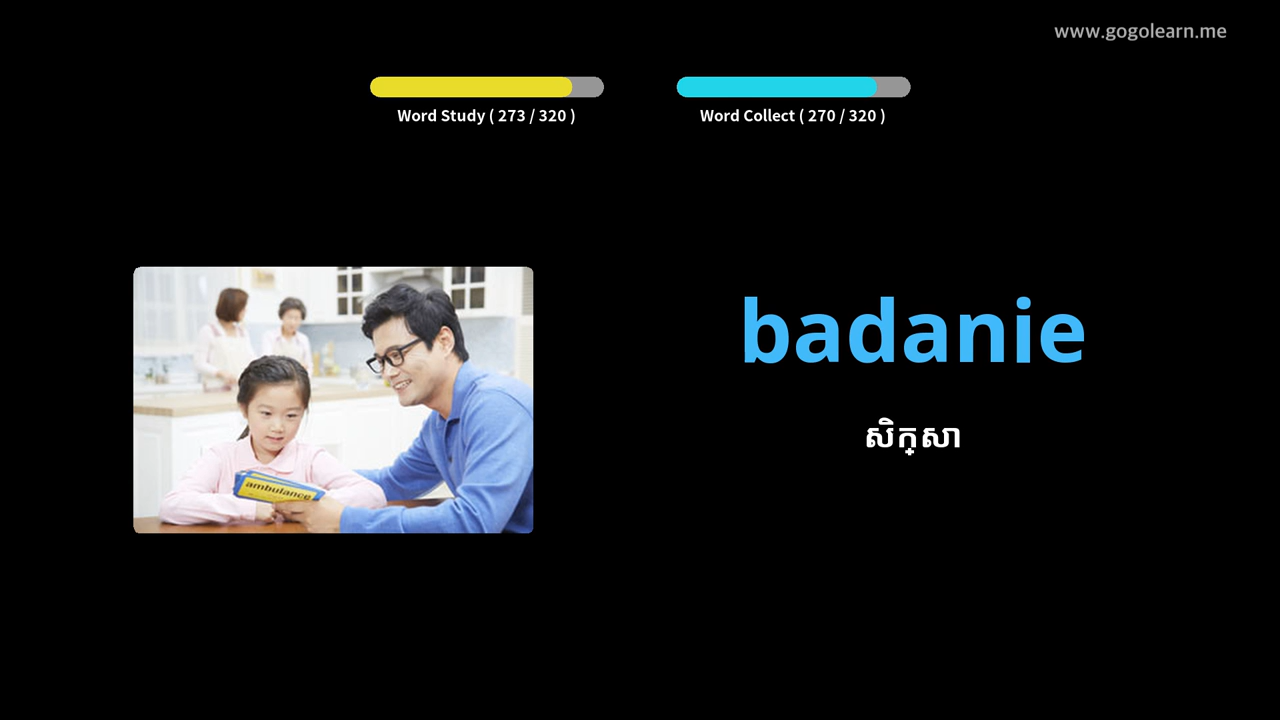 www.gogolearn.me
Word Study ( 273 / 320 )
Word Collect ( 270 / 320 )
badanie
សិក្សា
ambulance